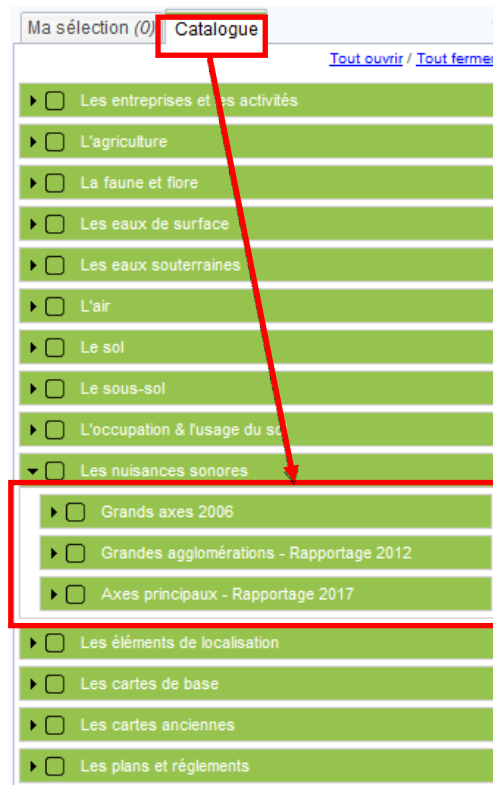 Ma sélection (0) Catalogue
Tout ouvrir / Tout fermer
Les entreprises et les activités
L'agriculture
La faune et flore
Les eaux de surface
Les eaux souterraines
L'air
Le sol
Le sous-sol
L'occupation & l'usage du sol
Les nuisances sonores
Grands axes 2006
Grandes agglomérations - Rapportage 2012
Axes principaux - Rapportage 2017
Les éléments de localisation
Les cartes de base
Les cartes anciennes
Les plans et réglements